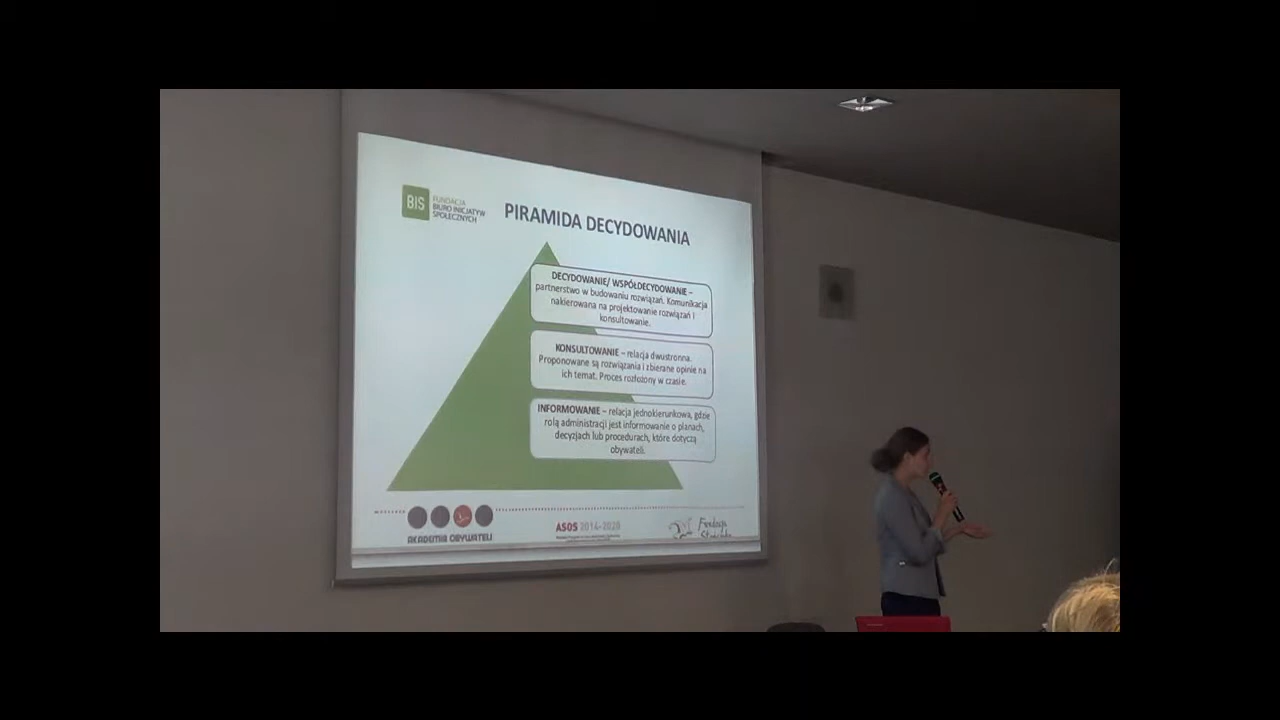 BIS
FUNDACJA
BIURO INICJATYW
SPOŁECZNYCH
PIRAMIDA DECYDOWANIA
DECYDOWANIE/ WSPÓŁDECYDOWANIE –
partnerstwo w budowaniu rozwiązań. Komunikacja
nakierowana na projektowanie rozwiązań i
konsultowanie.
KONSULTOWANIE – relacja dwustronna.
Proponowane są rozwiązania i zbierane opinie na
ich temat. Proces rozłożony w czasie.
INFORMOWANIE – relacja jednokierunkowa, gdzie
rolą administracji jest informowanie o planach,
decyzjach lub procedurach, które dotyczą
obywateli.
AKADEMIA OBYWATELI
ASOS 2014-2020
Fundacja